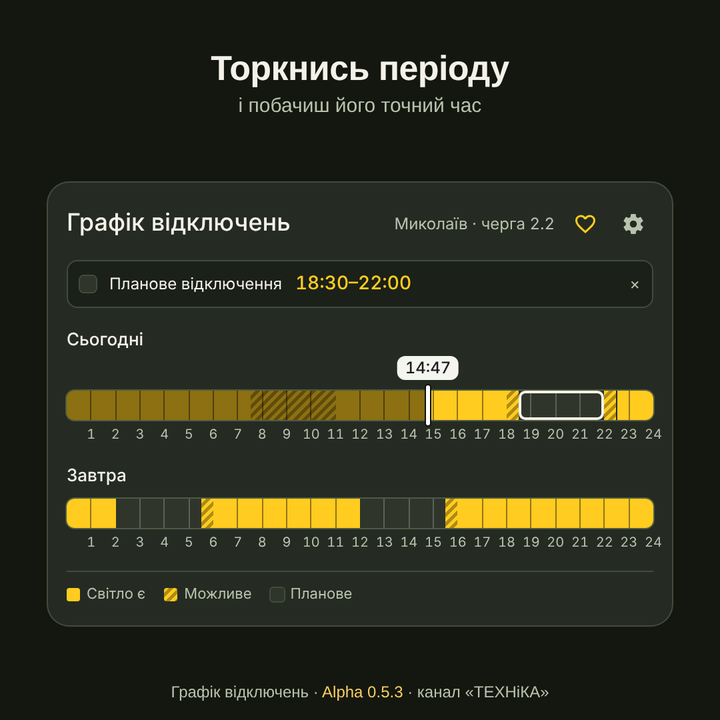 Торкнись періоду
і побачиш його точний час
Графік відключень
Миколаїв · черга 2.2
Планове відключення 18:30–22:00 ×
Сьогодні
14:47
1 2 3 4 5 6 7 8 9 10 11 12 13 14 15 16 17 18 19 20 21 22 23 24
Завтра
1 2 3 4 5 6 7 8 9 10 11 12 13 14 15 16 17 18 19 20 21 22 23 24
Світло є Можливе Планове
Графік відключень · Alpha 0.5.3 · канал «ТЕХНіКА»